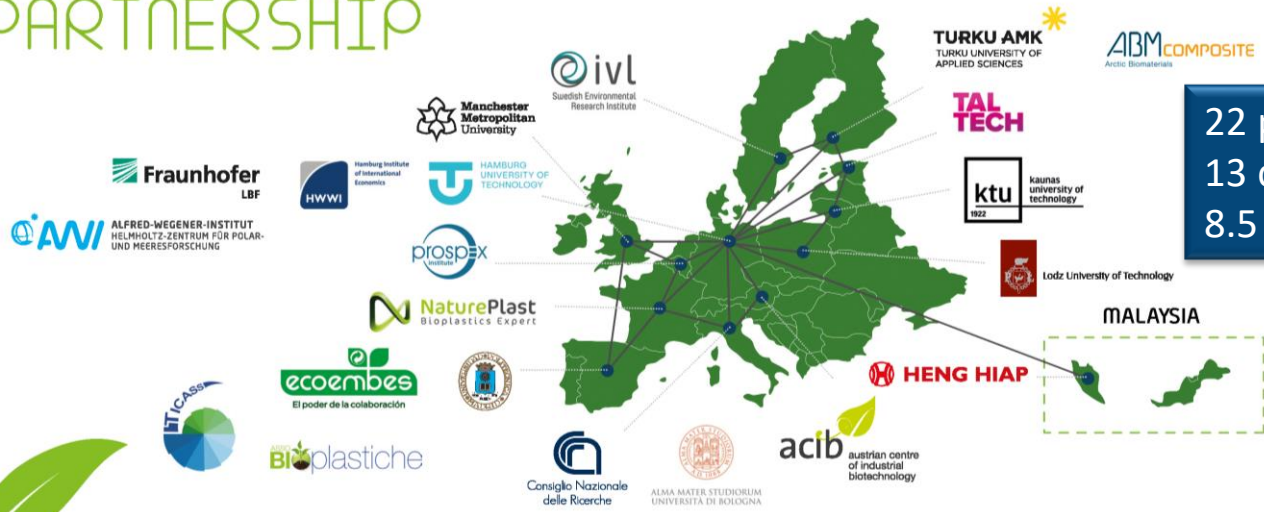 PARTNERSHIP
TURKU AMK
TURKU UNIVERSITY OF
APPLIED SCIENCES
ABM COMPOSITE
Arctic Biomaterials
ivl
Swedish Environmental
Research Institute
Manchester
Metropolitan
University
TAL
TECH
22
13
8.5
Fraunhofer
LBF
HWWI
Hamburg Institute
of International
Economics
HAMBURG
UNIVERSITY OF
TECHNOLOGY
ktu
1922
kaunas
university of
technology
AWI
ALFRED-WEGENER-INSTITUT
HELMHOLTZ-ZENTRUM FÜR POLAR-
UND MEERESFORSCHUNG
prospex
institute
Lodz University of Technology
NaturePlast
Bioplastics Expert
MALAYSIA
ecoembes
El poder de la colaboración
HENG HIAP
TICASS
BIOplastiche
Consiglio Nazionale
delle Ricerche
ALMA MATER STUDIORUM
UNIVERSITÀ DI BOLOGNA
acib
austrian centre
of industrial
biotechnology